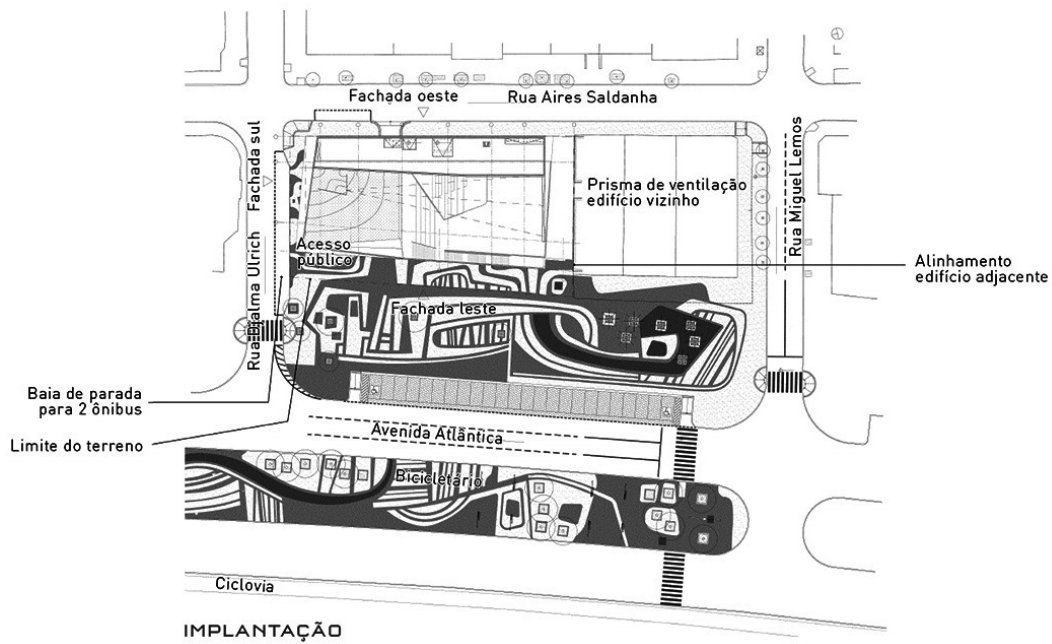 Fachada oeste
Rua Aires Saldanha
Fachada sul
Rua Djalma Ulrich
Rua Miguel Lemos
Prisma de ventilação
edifício vizinho
Acesso
público
Alinhamento
edifício adjacente
Fachada leste
Baia de parada
para 2 ônibus
Limite do terreno
Avenida Atlântica
Bicicletário
Ciclovia
IMPLANTAÇÃO